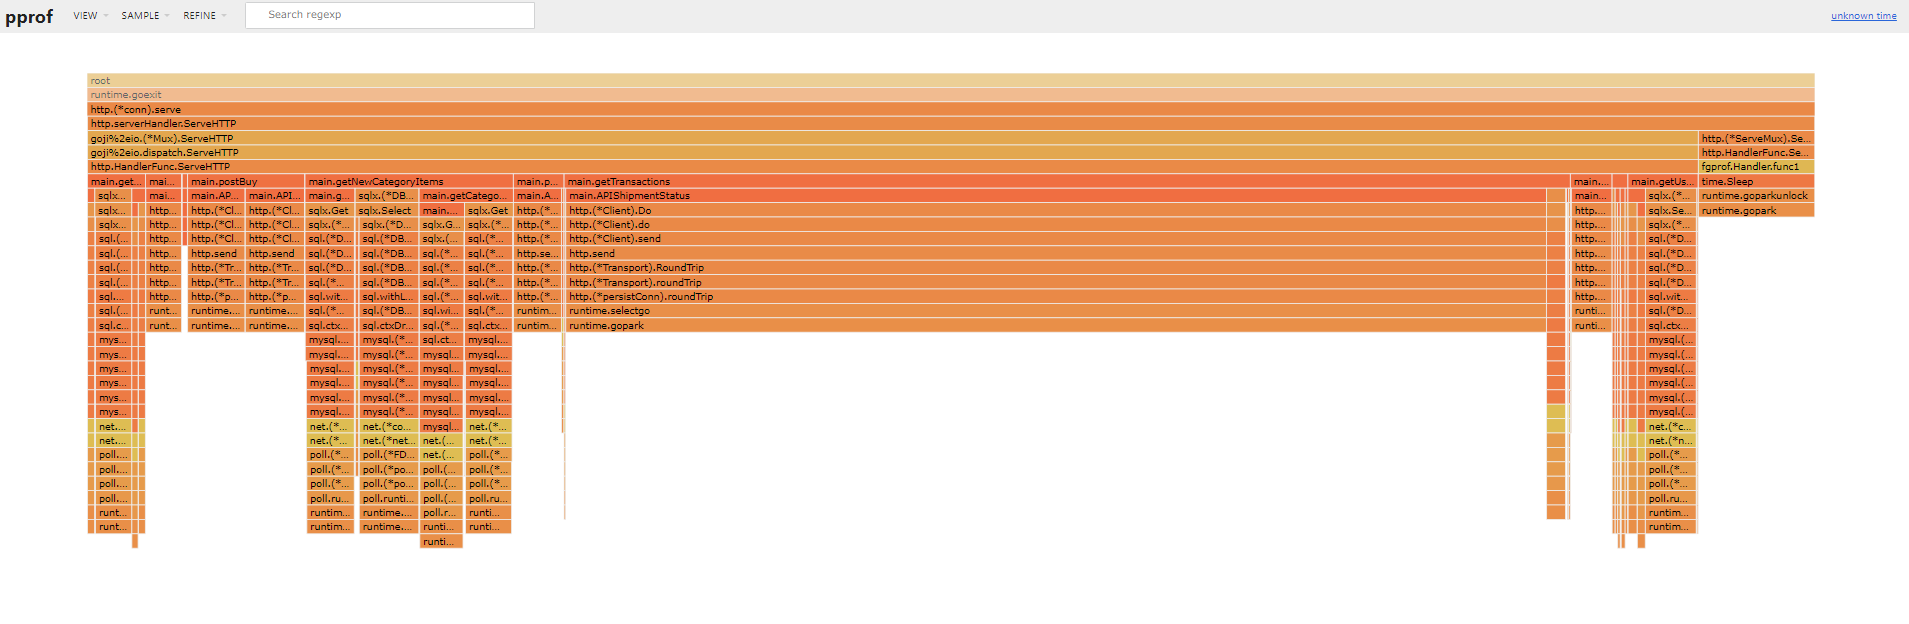 pprof VIEW SAMPLE REFINE Search regexp unknown time
root
runtime.goexit
http.(*conn).serve
http.serverHandler.ServeHTTP
goji%2eio.(*Mux).ServeHTTP http.(*ServeMux).Se...
goji%2eio.dispatch.ServeHTTP http.HandlerFunc.Se...
http.HandlerFunc.ServeHTTP fgprof.Handler.func1
main.get... mai... main.postBuy main.getNewCategoryItems main.p... main.getTransactions main.... main.getUs... time.Sleep
sqlx... mai... main.AP... main.API... main.g... sqlx.(*DB... main.getCatego... main.A... main.APIShipmentStatus main... sqlx.(*... runtime.goparkunlock
sqlx... http... http.(*Cl... http.(*Cl... sqlx.Get sqlx.Select main.... sqlx.Get http.(*... http.(*Client).Do http.... sqlx.Se... runtime.gopark
sqlx... http... http.(*Cl... http.(*Cl... sqlx.(*... sqlx.(*D... sqlx.G... sqlx.(*... http.(*... http.(*Client).do http.... sqlx.(*...
sql.(... http... http.(*Cl... http.(*Cl... sql.(*D... sql.(*DB... sqlx.(... sql.(*... http.(*... http.(*Client).send http.... sql.(*D...
sql.(... http... http.send http.send sql.(*D... sql.(*DB... sql.(*... sql.(*... http.se... http.send http.... sql.(*D...
sql.(... http... http.(*Tr... http.(*Tr... sql.(*D... sql.(*DB... sql.(*... sql.(*... http.(*... http.(*Transport).RoundTrip http.... sql.(*D...
sql.(... http... http.(*Tr... http.(*Tr... sql.(*... sql.(*DB... sql.(*... sql.(*... http.(*... http.(*Transport).roundTrip http.... sql.(*D...
sql.... http... http.(*p... http.(*p... sql.wit... sql.withL... sql.(*... sql.wit... http.(*... http.(*persistConn).roundTrip http.... sql.wit...
sql.(... runt... runtime.... runtime.... sql.(*... sql.(*DB... sql.wi... sql.(*... runtim... runtime.selectgo runti... sql.(*D...
sql.c... runt... runtime.... runtime.... sql.ctx... sql.ctxDr... sql.(*... sql.ctx... runtim... runtime.gopark runti... sql.ctx...
mys... mysql.... mysql.(*... sql.ct... mysql.... mysql.(...
mys... mysql.... mysql.(*... mysql... mysql.... mysql.(...
mys... mysql.... mysql.(*... mysql... mysql.... mysql.(...
mys... mysql.... mysql.(*... mysql... mysql.... mysql.(...
mys... mysql.... mysql.(*... mysql... mysql.... mysql.(...
mys... mysql.... mysql.(*... mysql... mysql.... mysql.(...
net.... net.(*... net.(*co... mysql... net.(*... net.(*c...
net.... net.(*... net.(*net... net.(... net.(*... net.(*n...
poll.... poll.(*... poll.(*FD... net.(... poll.(*... poll.(*...
poll.... poll.(*... poll.(*po... poll.(... poll.(*... poll.(*...
poll.... poll.(*... poll.(*po... poll.(... poll.(*... poll.(*...
poll.... poll.ru... poll.runti... poll.(... poll.ru... poll.ru...
runt... runtim... runtime.... poll.r... runti... runtim...
runt... runtim... runtime.... runti... runti... runtim...
runti...